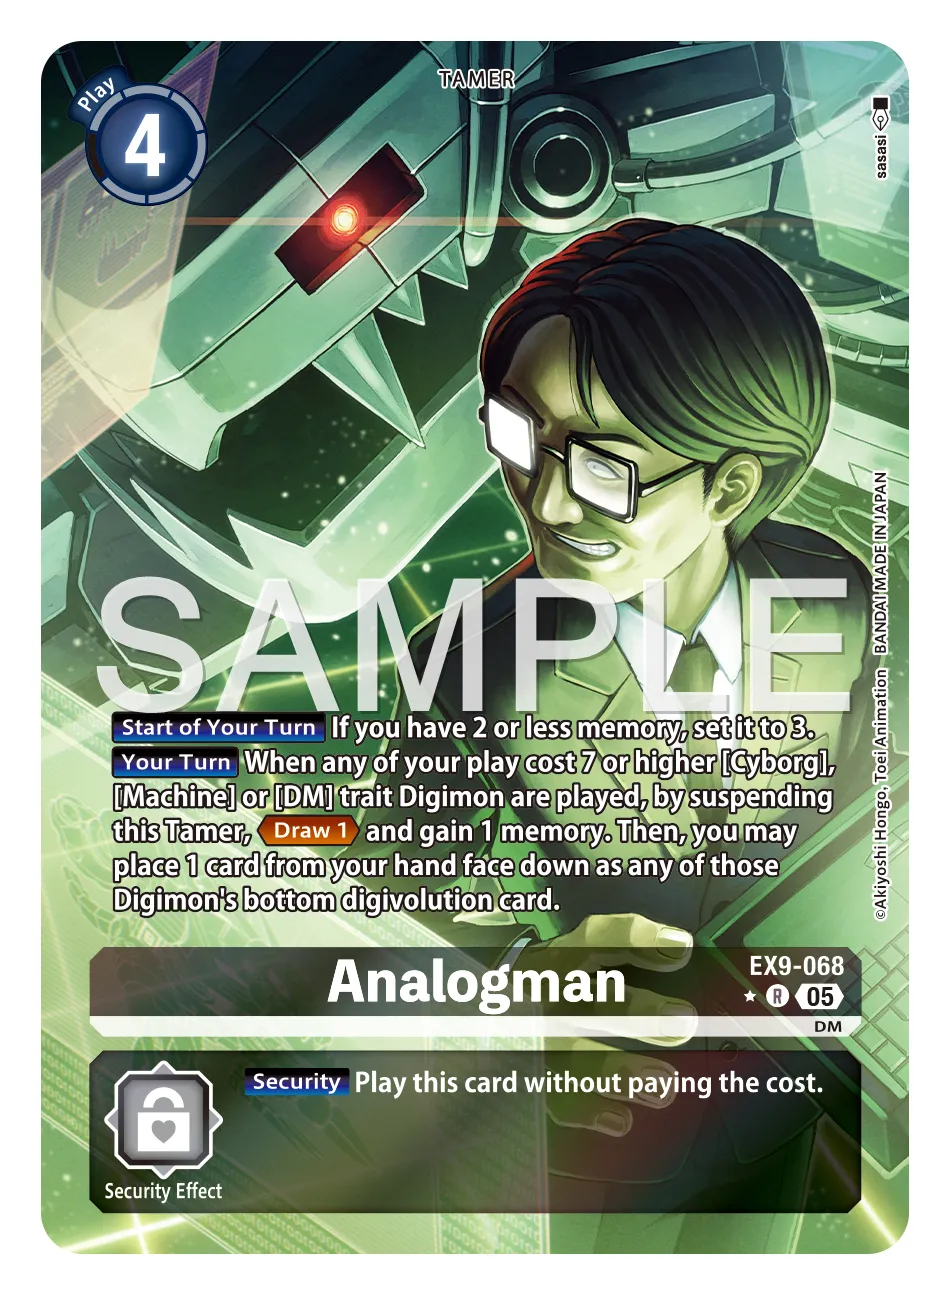 TAMER
Play
4
sasasi
SAMPLE
Start of Your Turn If you have 2 or less memory, set it to 3.
Your Turn When any of your play cost 7 or higher [Cyborg],
[Machine] or [DM] trait Digimon are played, by suspending
this Tamer, Draw 1 and gain 1 memory. Then, you may
place 1 card from your hand face down as any of those
Digimon's bottom digivolution card.
©Akiyoshi Hongo, Toei Animation BANDAI MADE IN JAPAN
Analogman
EX9-068
★ R 05
DM
Security Play this card without paying the cost.
Security Effect